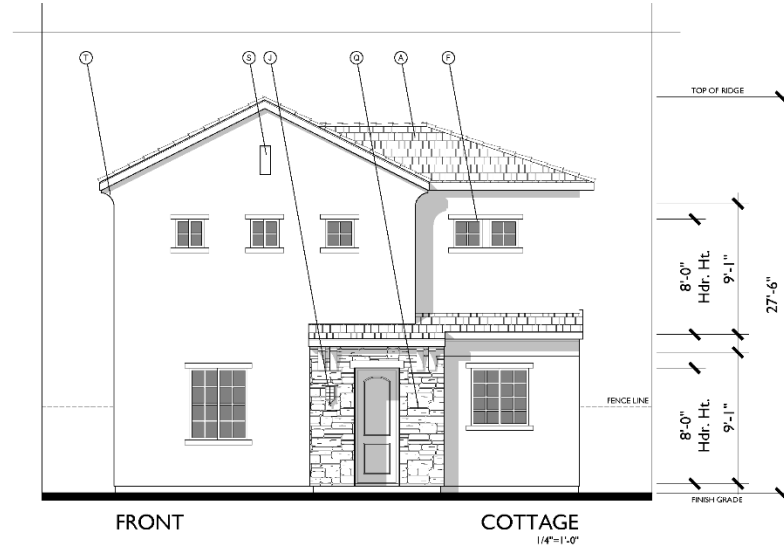 T S J Q A F
TOP OF RIDGE
8'-0"
Hdr. Ht.
9'-1"
27'-6"
FENCE LINE
8'-0"
Hdr. Ht.
9'-1"
FINISH GRADE
FRONT
COTTAGE
1/4"=1'-0"